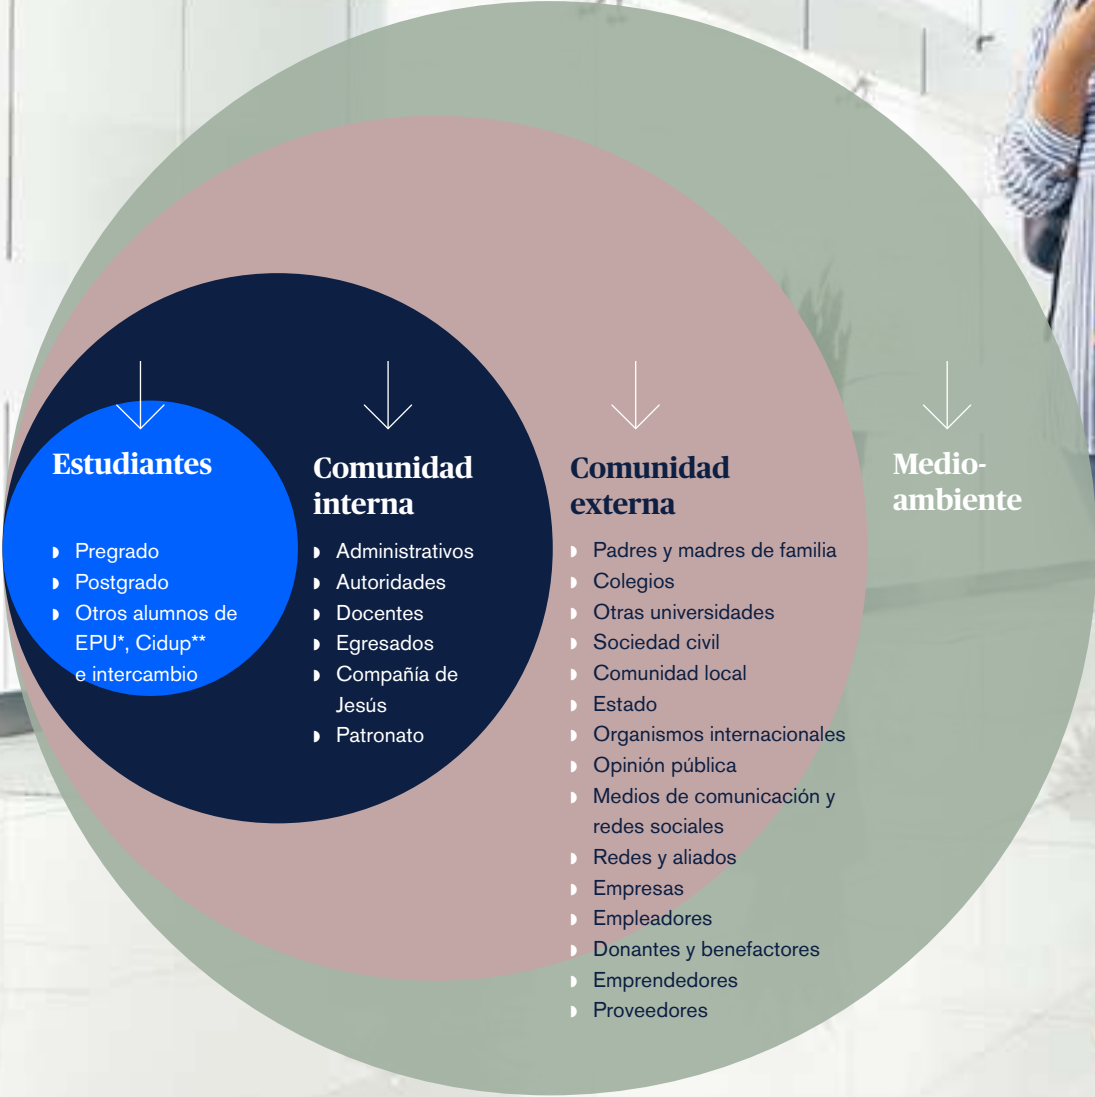 Estudiantes
Pregrado
Postgrado
Otros alumnos de
EPU*, Cidup**
e intercambio
Comunidad
interna
Administrativos
Autoridades
Docentes
Egresados
Compañía de
Jesús
Patronato
Comunidad
externa
Padres y madres de familia
Colegios
Otras universidades
Sociedad civil
Comunidad local
Estado
Organismos internacionales
Opinión pública
Medios de comunicación y
redes sociales
Redes y aliados
Empresas
Empleadores
Donantes y benefactores
Emprendedores
Proveedores
Medio-
ambiente